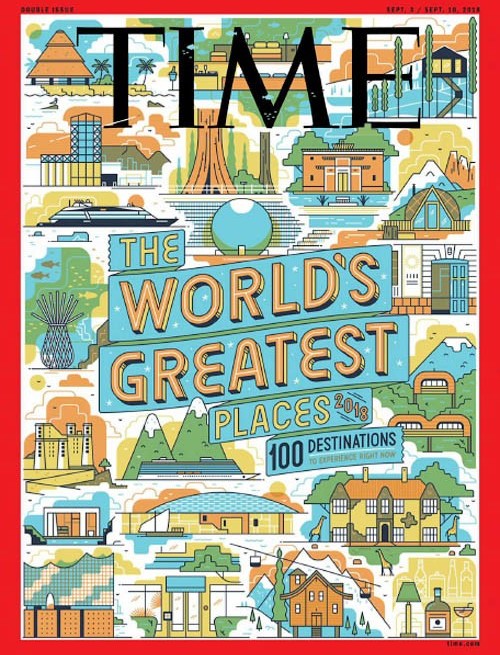 DOUBLE ISSUE
SEPT. 3 / SEPT. 10, 2018
TIME
THE
WORLD'S
GREATEST
PLACES 2018
100 DESTINATIONS
TO EXPERIENCE RIGHT NOW
time.com